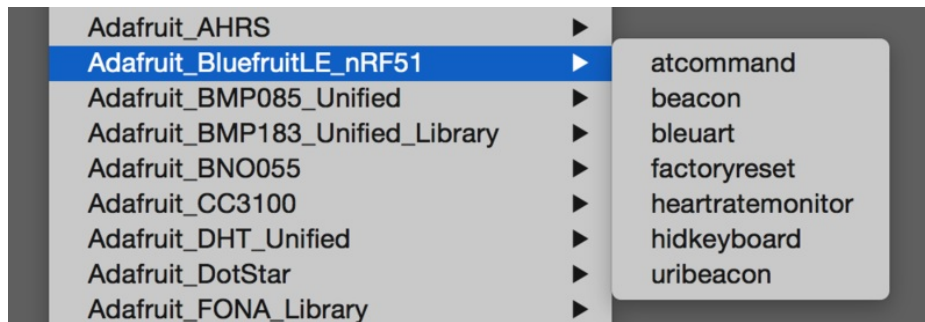 Adafruit_AHRS
Adafruit_BluefruitLE_nRF51
Adafruit_BMP085_Unified
Adafruit_BMP183_Unified_Library
Adafruit_BNO055
Adafruit_CC3100
Adafruit_DHT_Unified
Adafruit_DotStar
Adafruit_FONA_Library
atcommand
beacon
bleuart
factoryreset
heartratemonitor
hidkeyboard
uribeacon